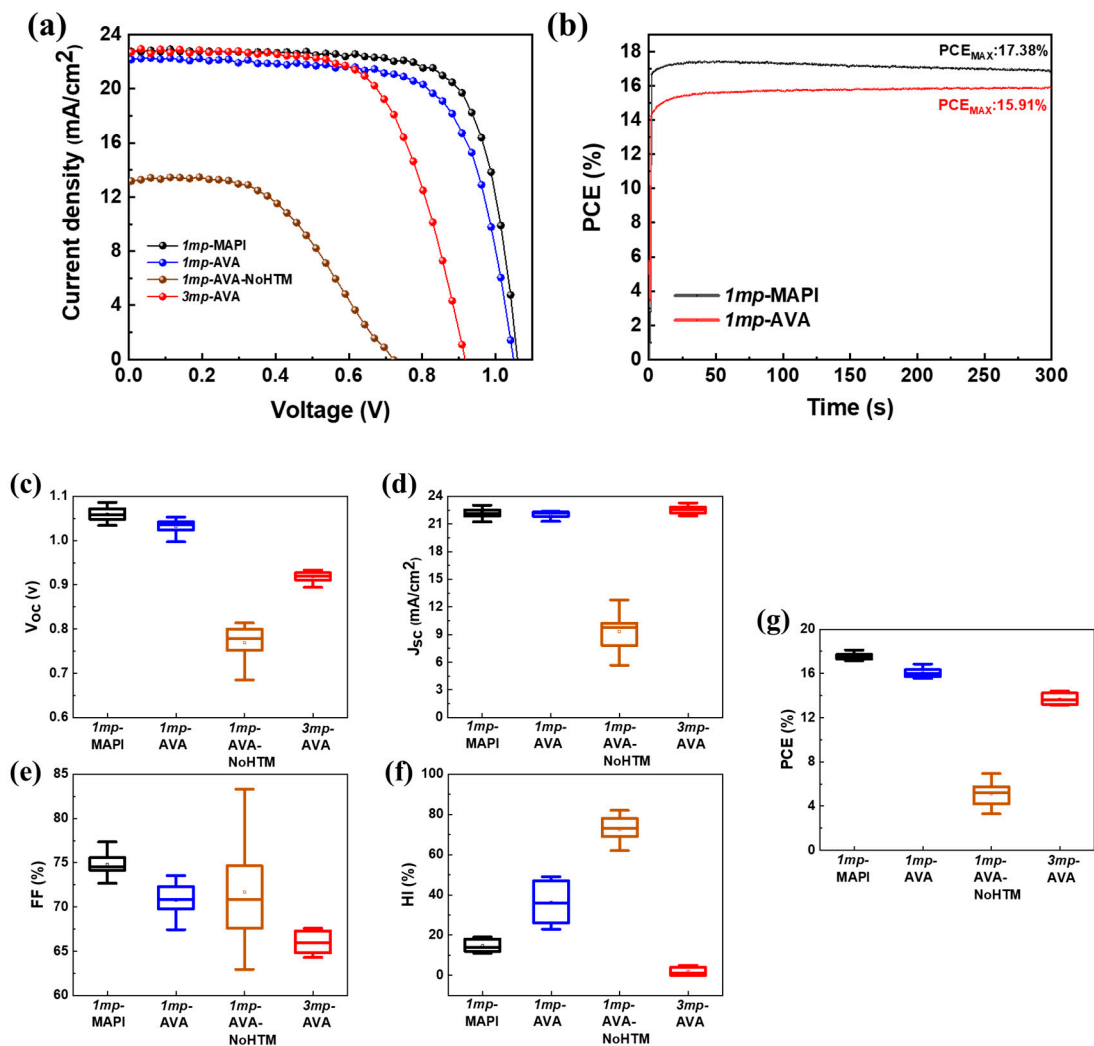 (a)
Current density (mA/cm2)
24
20
16
12
8
4
0
1mp-MAPI
1mp-AVA
1mp-AVA-NoHTM
3mp-AVA
0.0 0.2 0.4 0.6 0.8 1.0
Voltage (V)
(b)
PCE (%)
18
16
14
12
10
8
6
4
2
0
PCEMAX:17.38%
PCEMAX:15.91%
1mp-MAPI
1mp-AVA
0 50 100 150 200 250 300
Time (s)
(c)
VOC (v)
1.1
1.0
0.9
0.8
0.7
0.6
1mp- 1mp- 1mp- 3mp-
MAPI AVA AVA- AVA
NoHTM
(d)
JSC (mA/cm2)
24
21
18
15
12
9
6
3
0
1mp- 1mp- 1mp- 3mp-
MAPI AVA AVA- AVA
NoHTM
(e)
FF (%)
85
80
75
70
65
60
1mp- 1mp- 1mp- 3mp-
MAPI AVA AVA- AVA
NoHTM
(f)
HI (%)
100
80
60
40
20
0
1mp- 1mp- 1mp- 3mp-
MAPI AVA AVA- AVA
NoHTM
(g)
PCE (%)
20
16
12
8
4
0
1mp- 1mp- 1mp- 3mp-
MAPI AVA AVA- AVA
NoHTM